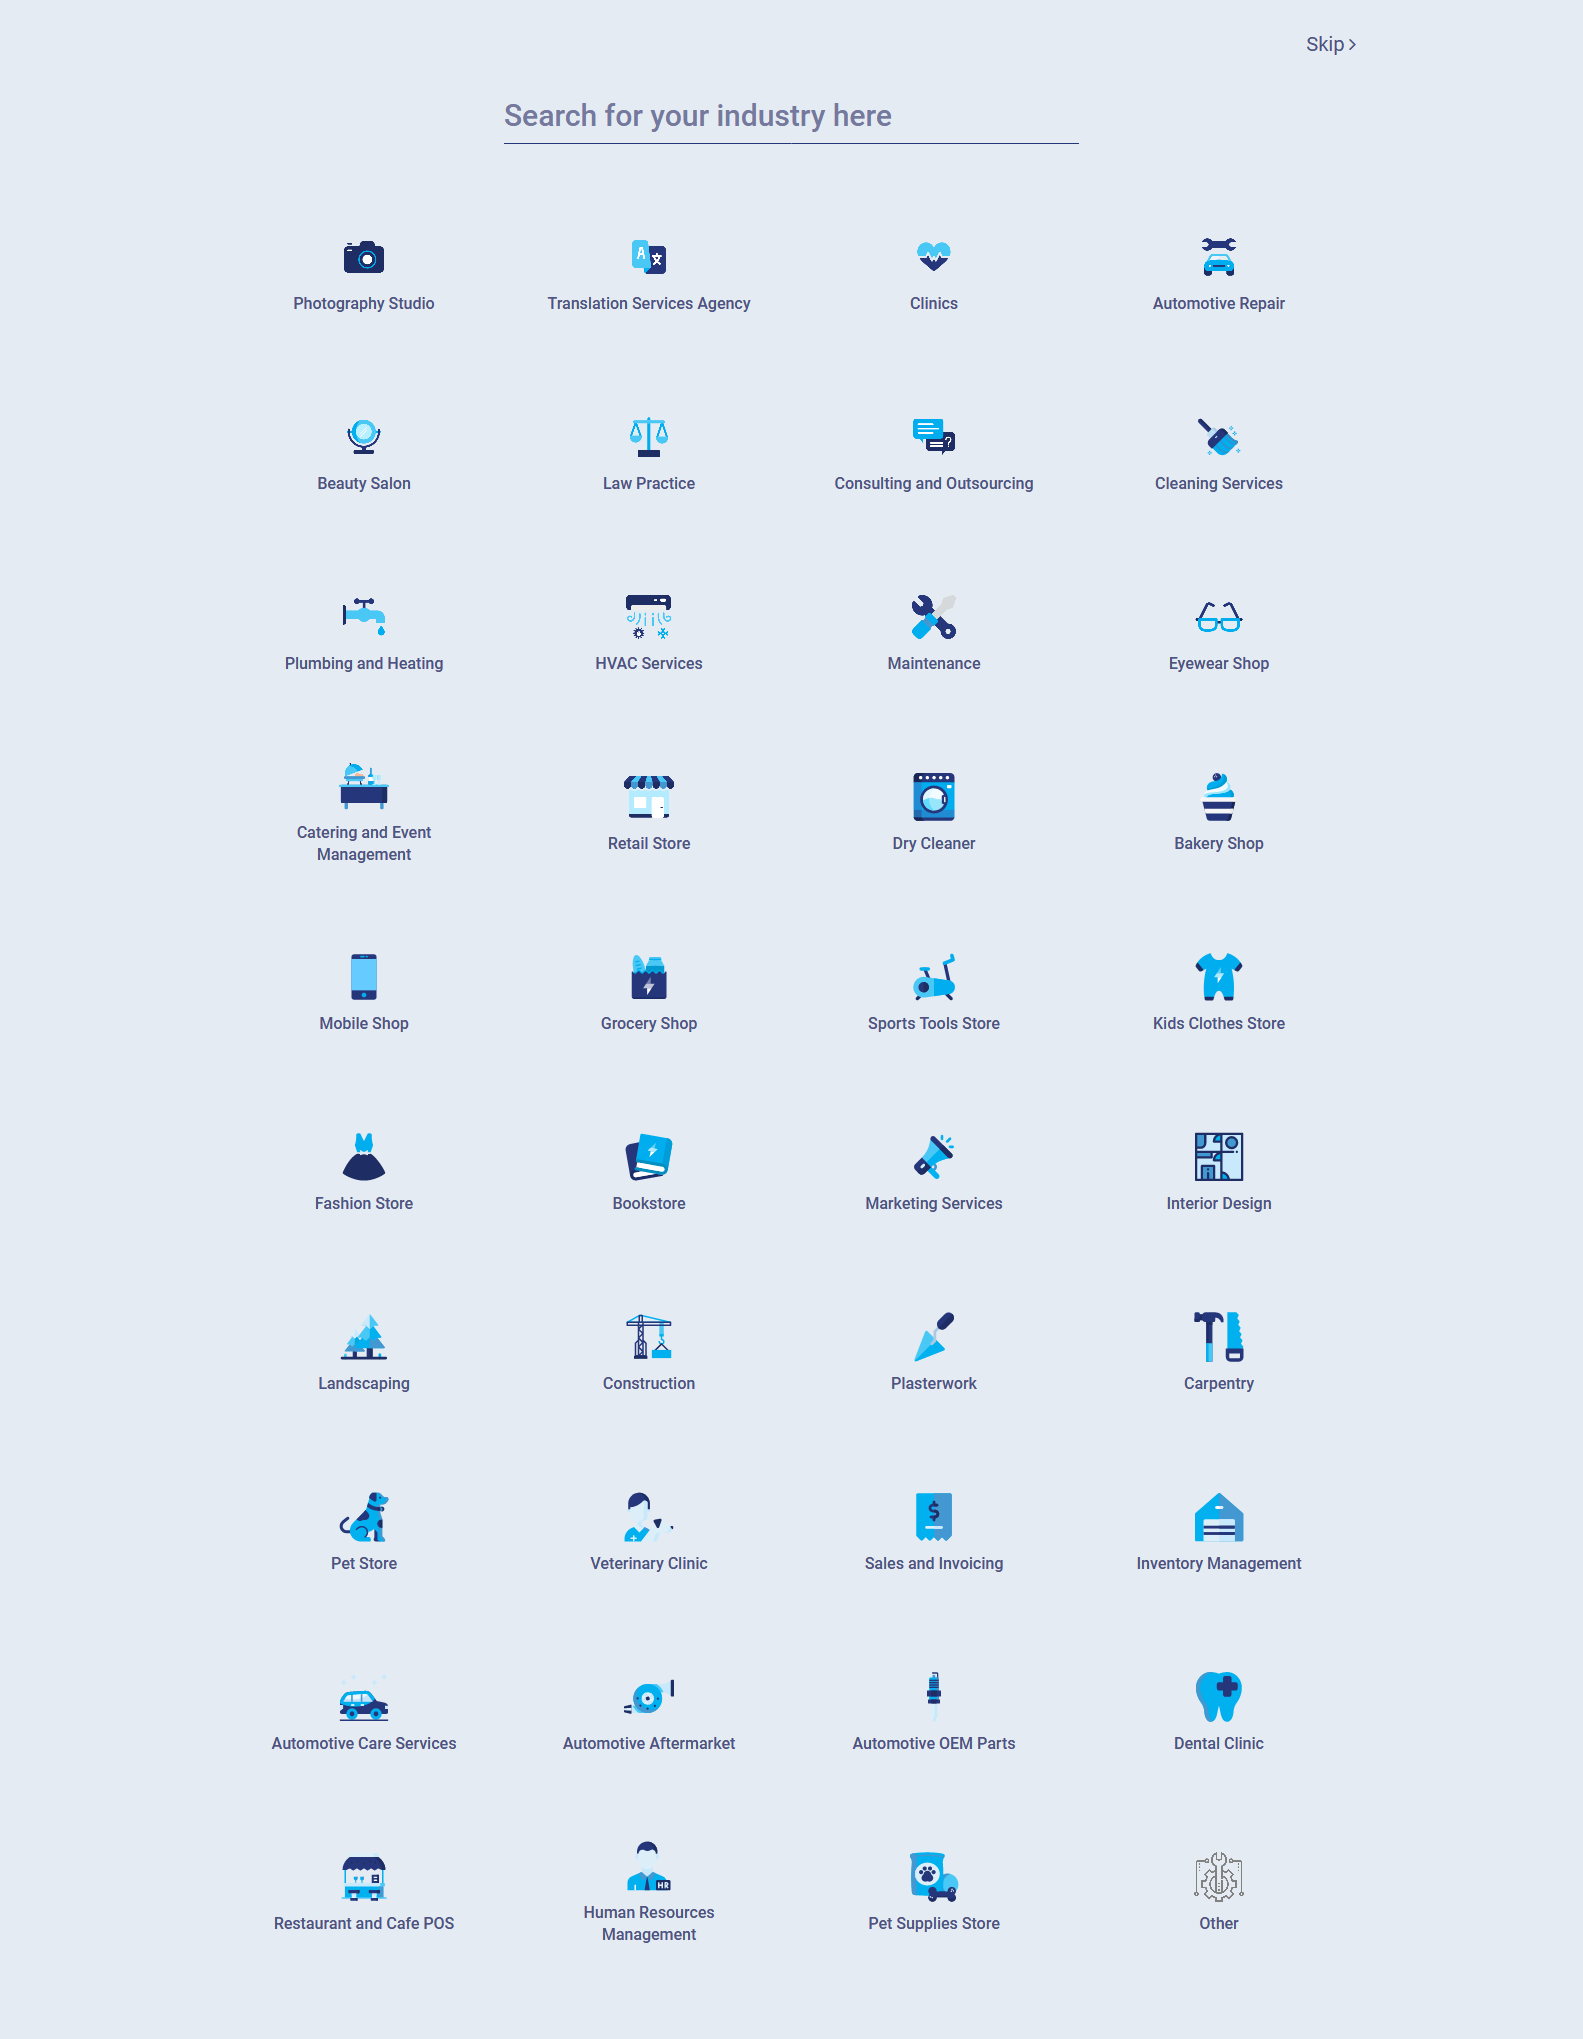 Skip
Search for your industry here
Photography Studio
Translation Services Agency
Clinics
Automotive Repair
Beauty Salon
Law Practice
Consulting and Outsourcing
Cleaning Services
Plumbing and Heating
HVAC Services
Maintenance
Eyewear Shop
Catering and Event
Management
Retail Store
Dry Cleaner
Bakery Shop
Mobile Shop
Grocery Shop
Sports Tools Store
Kids Clothes Store
Fashion Store
Bookstore
Marketing Services
Interior Design
Landscaping
Construction
Plasterwork
Carpentry
Pet Store
Veterinary Clinic
Sales and Invoicing
Inventory Management
Automotive Care Services
Automotive Aftermarket
Automotive OEM Parts
Dental Clinic
Restaurant and Cafe POS
HR
Human Resources
Management
Pet Supplies Store
Other